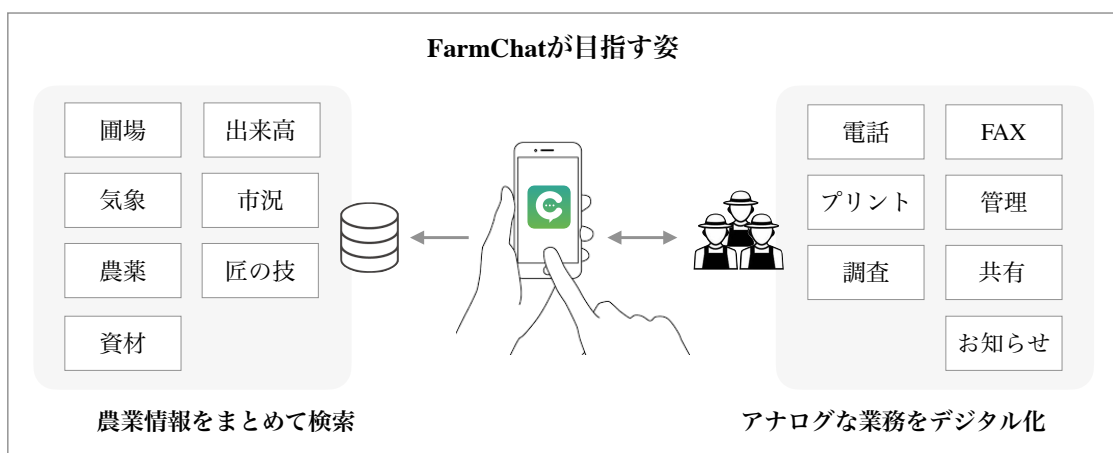 FarmChatが目指す姿
圃場
出来高
気象
市況
農薬
匠の技
資材
農業情報をまとめて検索
電話
FAX
プリント
管理
調査
共有
お知らせ
アナログな業務をデジタル化